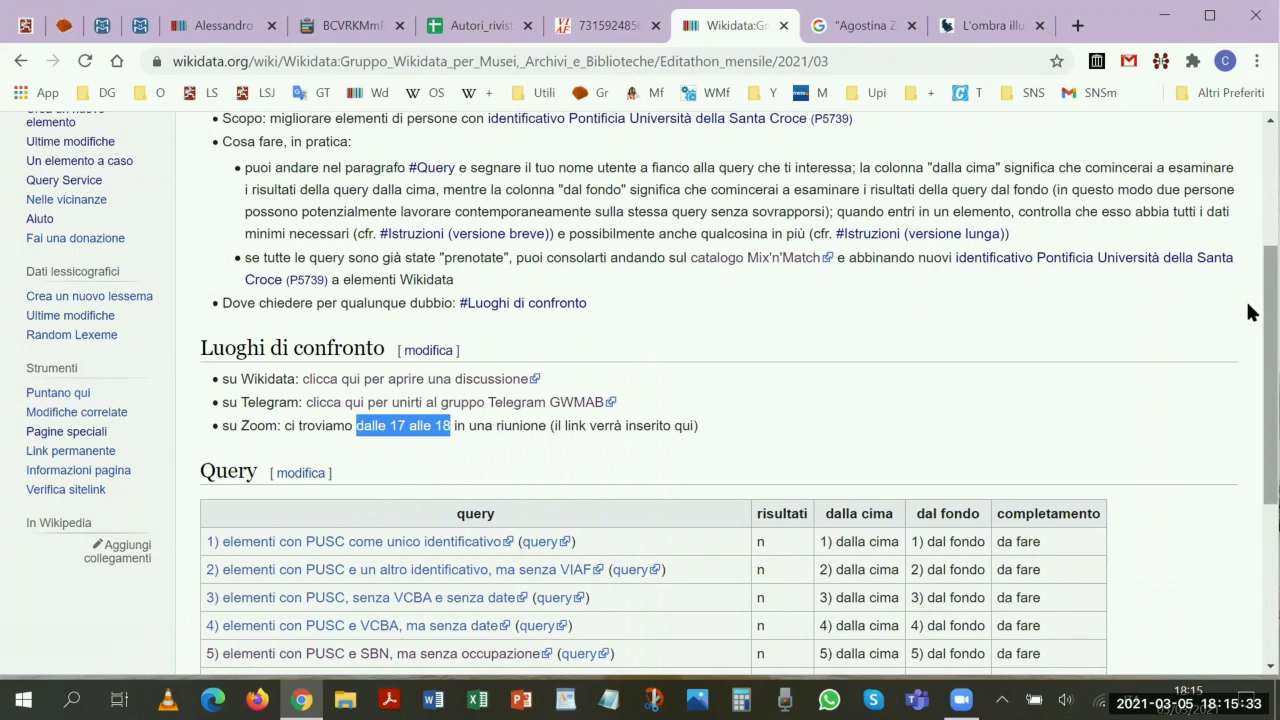 Alessandro
BCVRKMmF
Autori_rivist
731592485
Wikidata:Gr
"Agostina Z
L'ombra illu
wikidata.org/wiki/Wikidata:Gruppo_Wikidata_per_Musei,_Archivi_e_Biblioteche/Editathon_mensile/2021/03
App DG O LS LSJ GT Wd OS + Utili Gr Mf WMf Y M Upi + T SNS SNSm Altri Preferiti
elemento
Ultime modifiche
Un elemento a caso
Query Service
Nelle vicinanze
Aiuto
Fai una donazione
Dati lessicografici
Crea un nuovo lessema
Ultime modifiche
Random Lexeme
Strumenti
Puntano qui
Modifiche correlate
Pagine speciali
Link permanente
Informazioni pagina
Verifica sitelink
In Wikipedia
Aggiungi
collegamenti
• Scopo: migliorare elementi di persone con identificativo Pontificia Università della Santa Croce (P5739)
• Cosa fare, in pratica:
• puoi andare nel paragrafo #Query e segnare il tuo nome utente a fianco alla query che ti interessa; la colonna "dalla cima" significa che comincerai a esaminare
i risultati della query dalla cima, mentre la colonna "dal fondo" significa che comincerai a esaminare i risultati della query dal fondo (in questo modo due persone
possono potenzialmente lavorare contemporaneamente sulla stessa query senza sovrapporsi); quando entri in un elemento, controlla che esso abbia tutti i dati
minimi necessari (cfr. #Istruzioni (versione breve)) e possibilmente anche qualcosina in più (cfr. #Istruzioni (versione lunga))
• se tutte le query sono già state "prenotate", puoi consolarti andando sul catalogo Mix'n'Match e abbinando nuovi identificativo Pontificia Università della Santa
Croce (P5739) a elementi Wikidata
• Dove chiedere per qualunque dubbio: #Luoghi di confronto
Luoghi di confronto [ modifica ]
• su Wikidata: clicca qui per aprire una discussione
• su Telegram: clicca qui per unirti al gruppo Telegram GWMAB
• su Zoom: ci troviamo dalle 17 alle 18 in una riunione (il link verrà inserito qui)
Query [ modifica ]
query risultati dalla cima dal fondo completamento
1) elementi con PUSC come unico identificativo (query) n 1) dalla cima 1) dal fondo da fare
2) elementi con PUSC e un altro identificativo, ma senza VIAF (query) n 2) dalla cima 2) dal fondo da fare
3) elementi con PUSC, senza VCBA e senza date (query) n 3) dalla cima 3) dal fondo da fare
4) elementi con PUSC e VCBA, ma senza date (query) n 4) dalla cima 4) dal fondo da fare
5) elementi con PUSC e SBN, ma senza occupazione (query) n 5) dalla cima 5) dal fondo da fare
18:15
2021-03-05 18:15:33